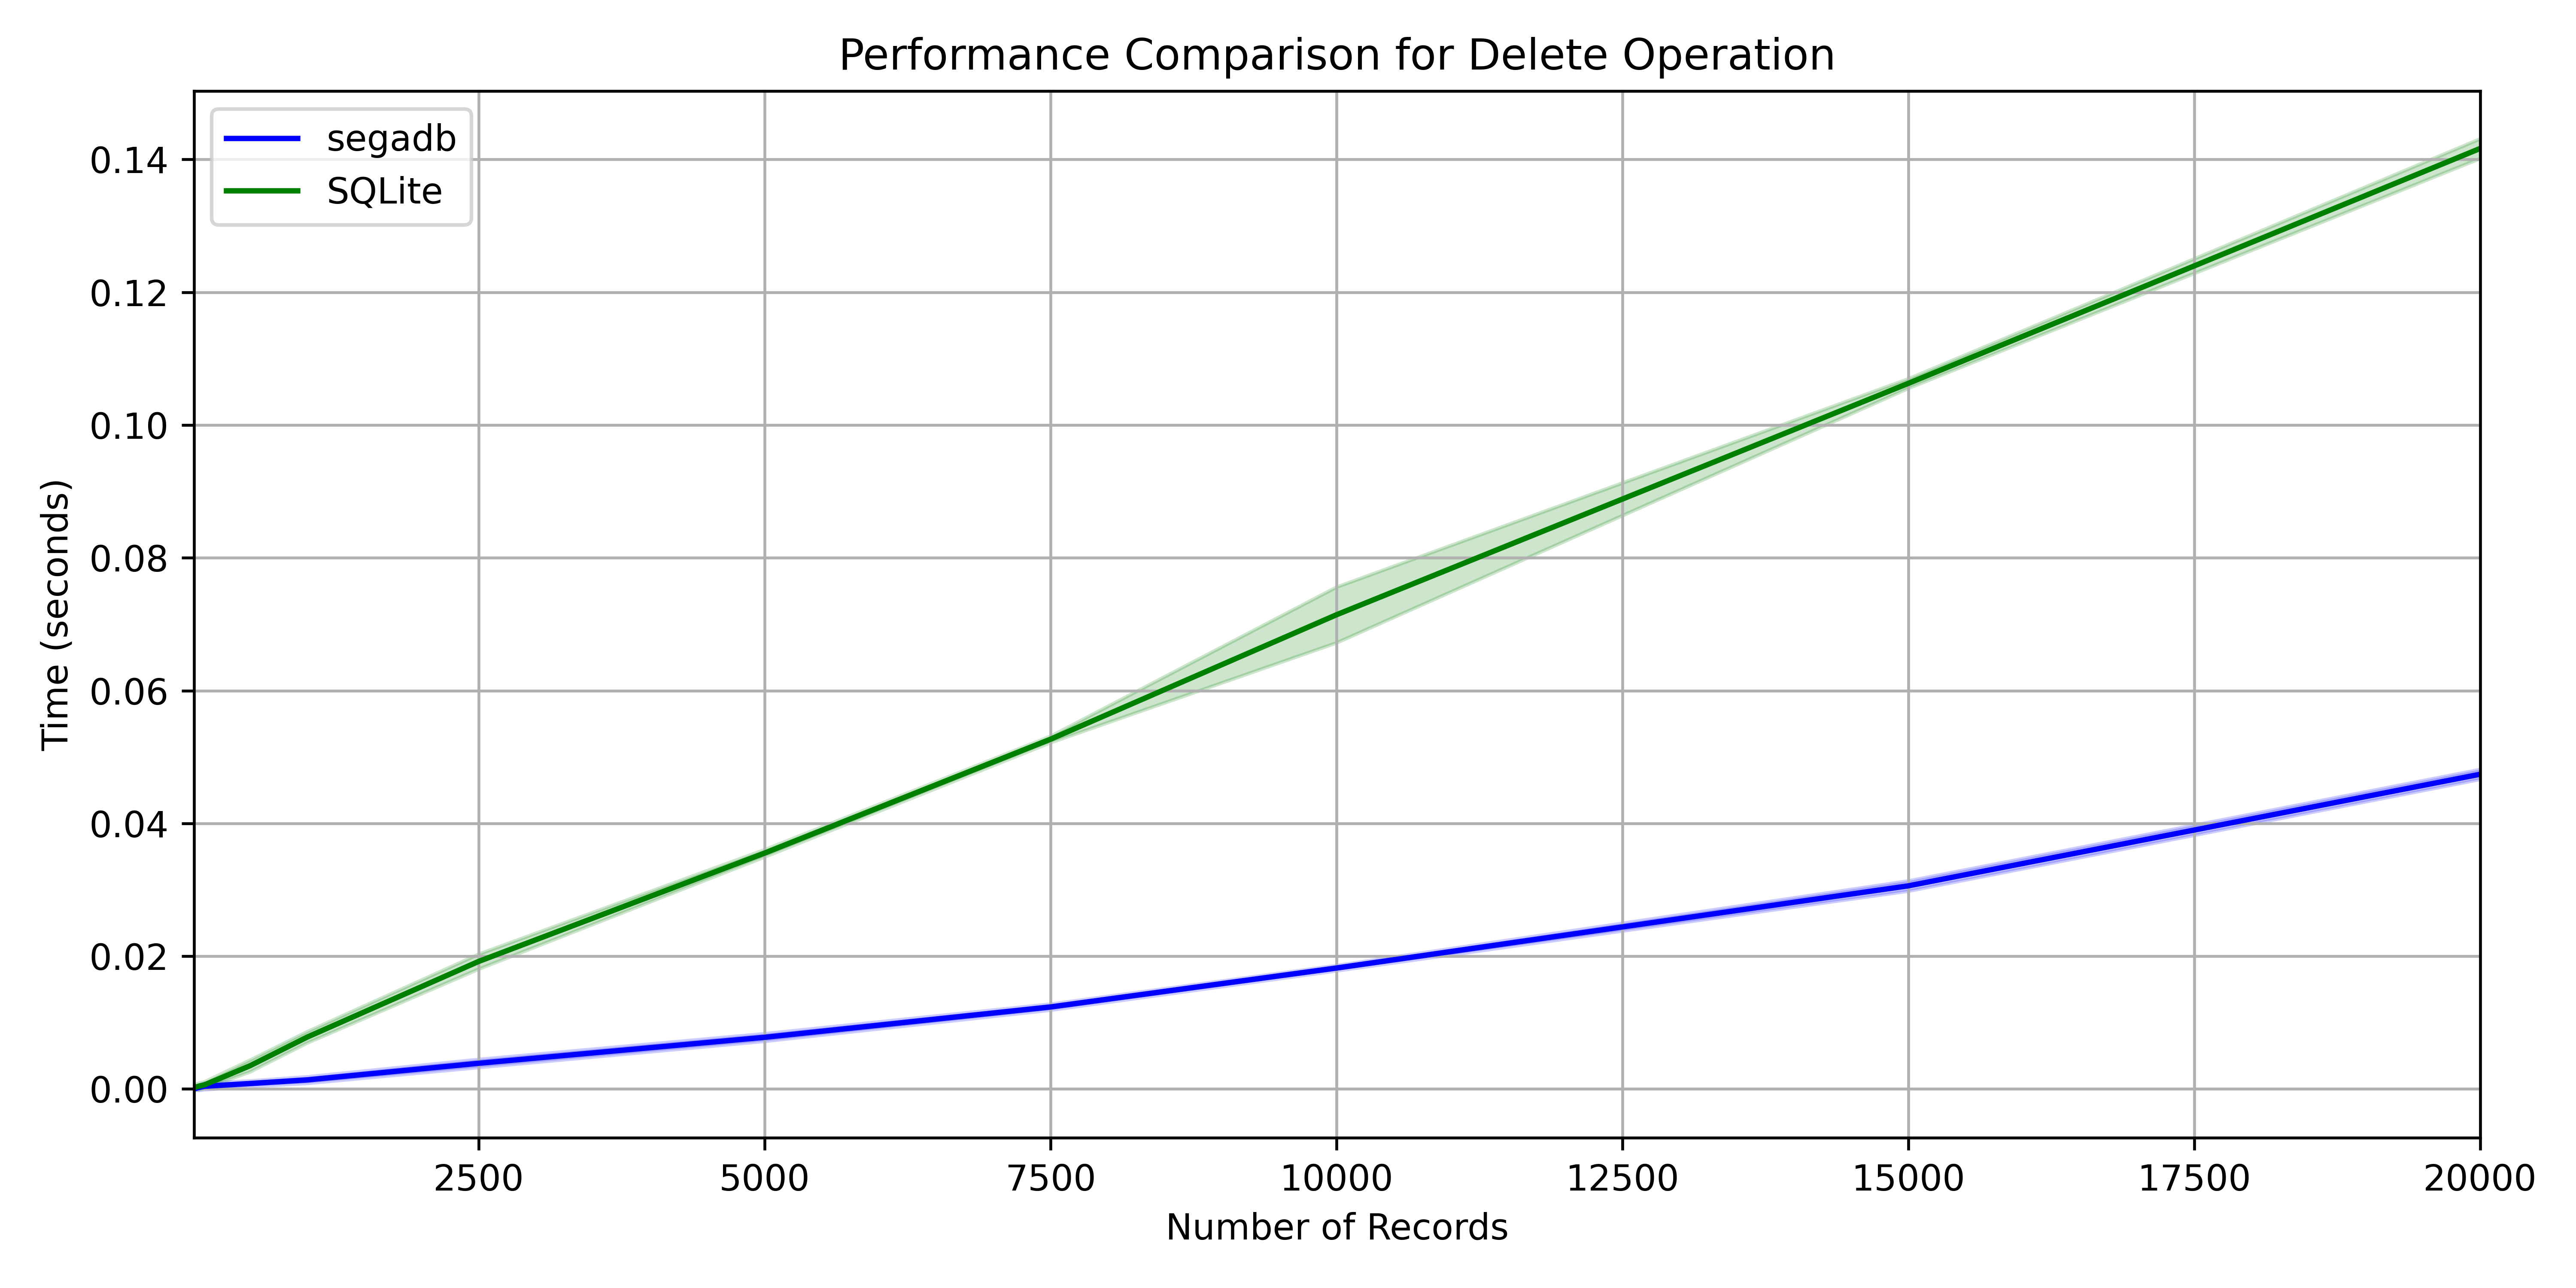 Performance Comparison for Delete Operation
segadb
SQLite
0.14
0.12
0.10
0.08
0.06
0.04
0.02
0.00
Time (seconds)
2500 5000 7500 10000 12500 15000 17500 20000
Number of Records